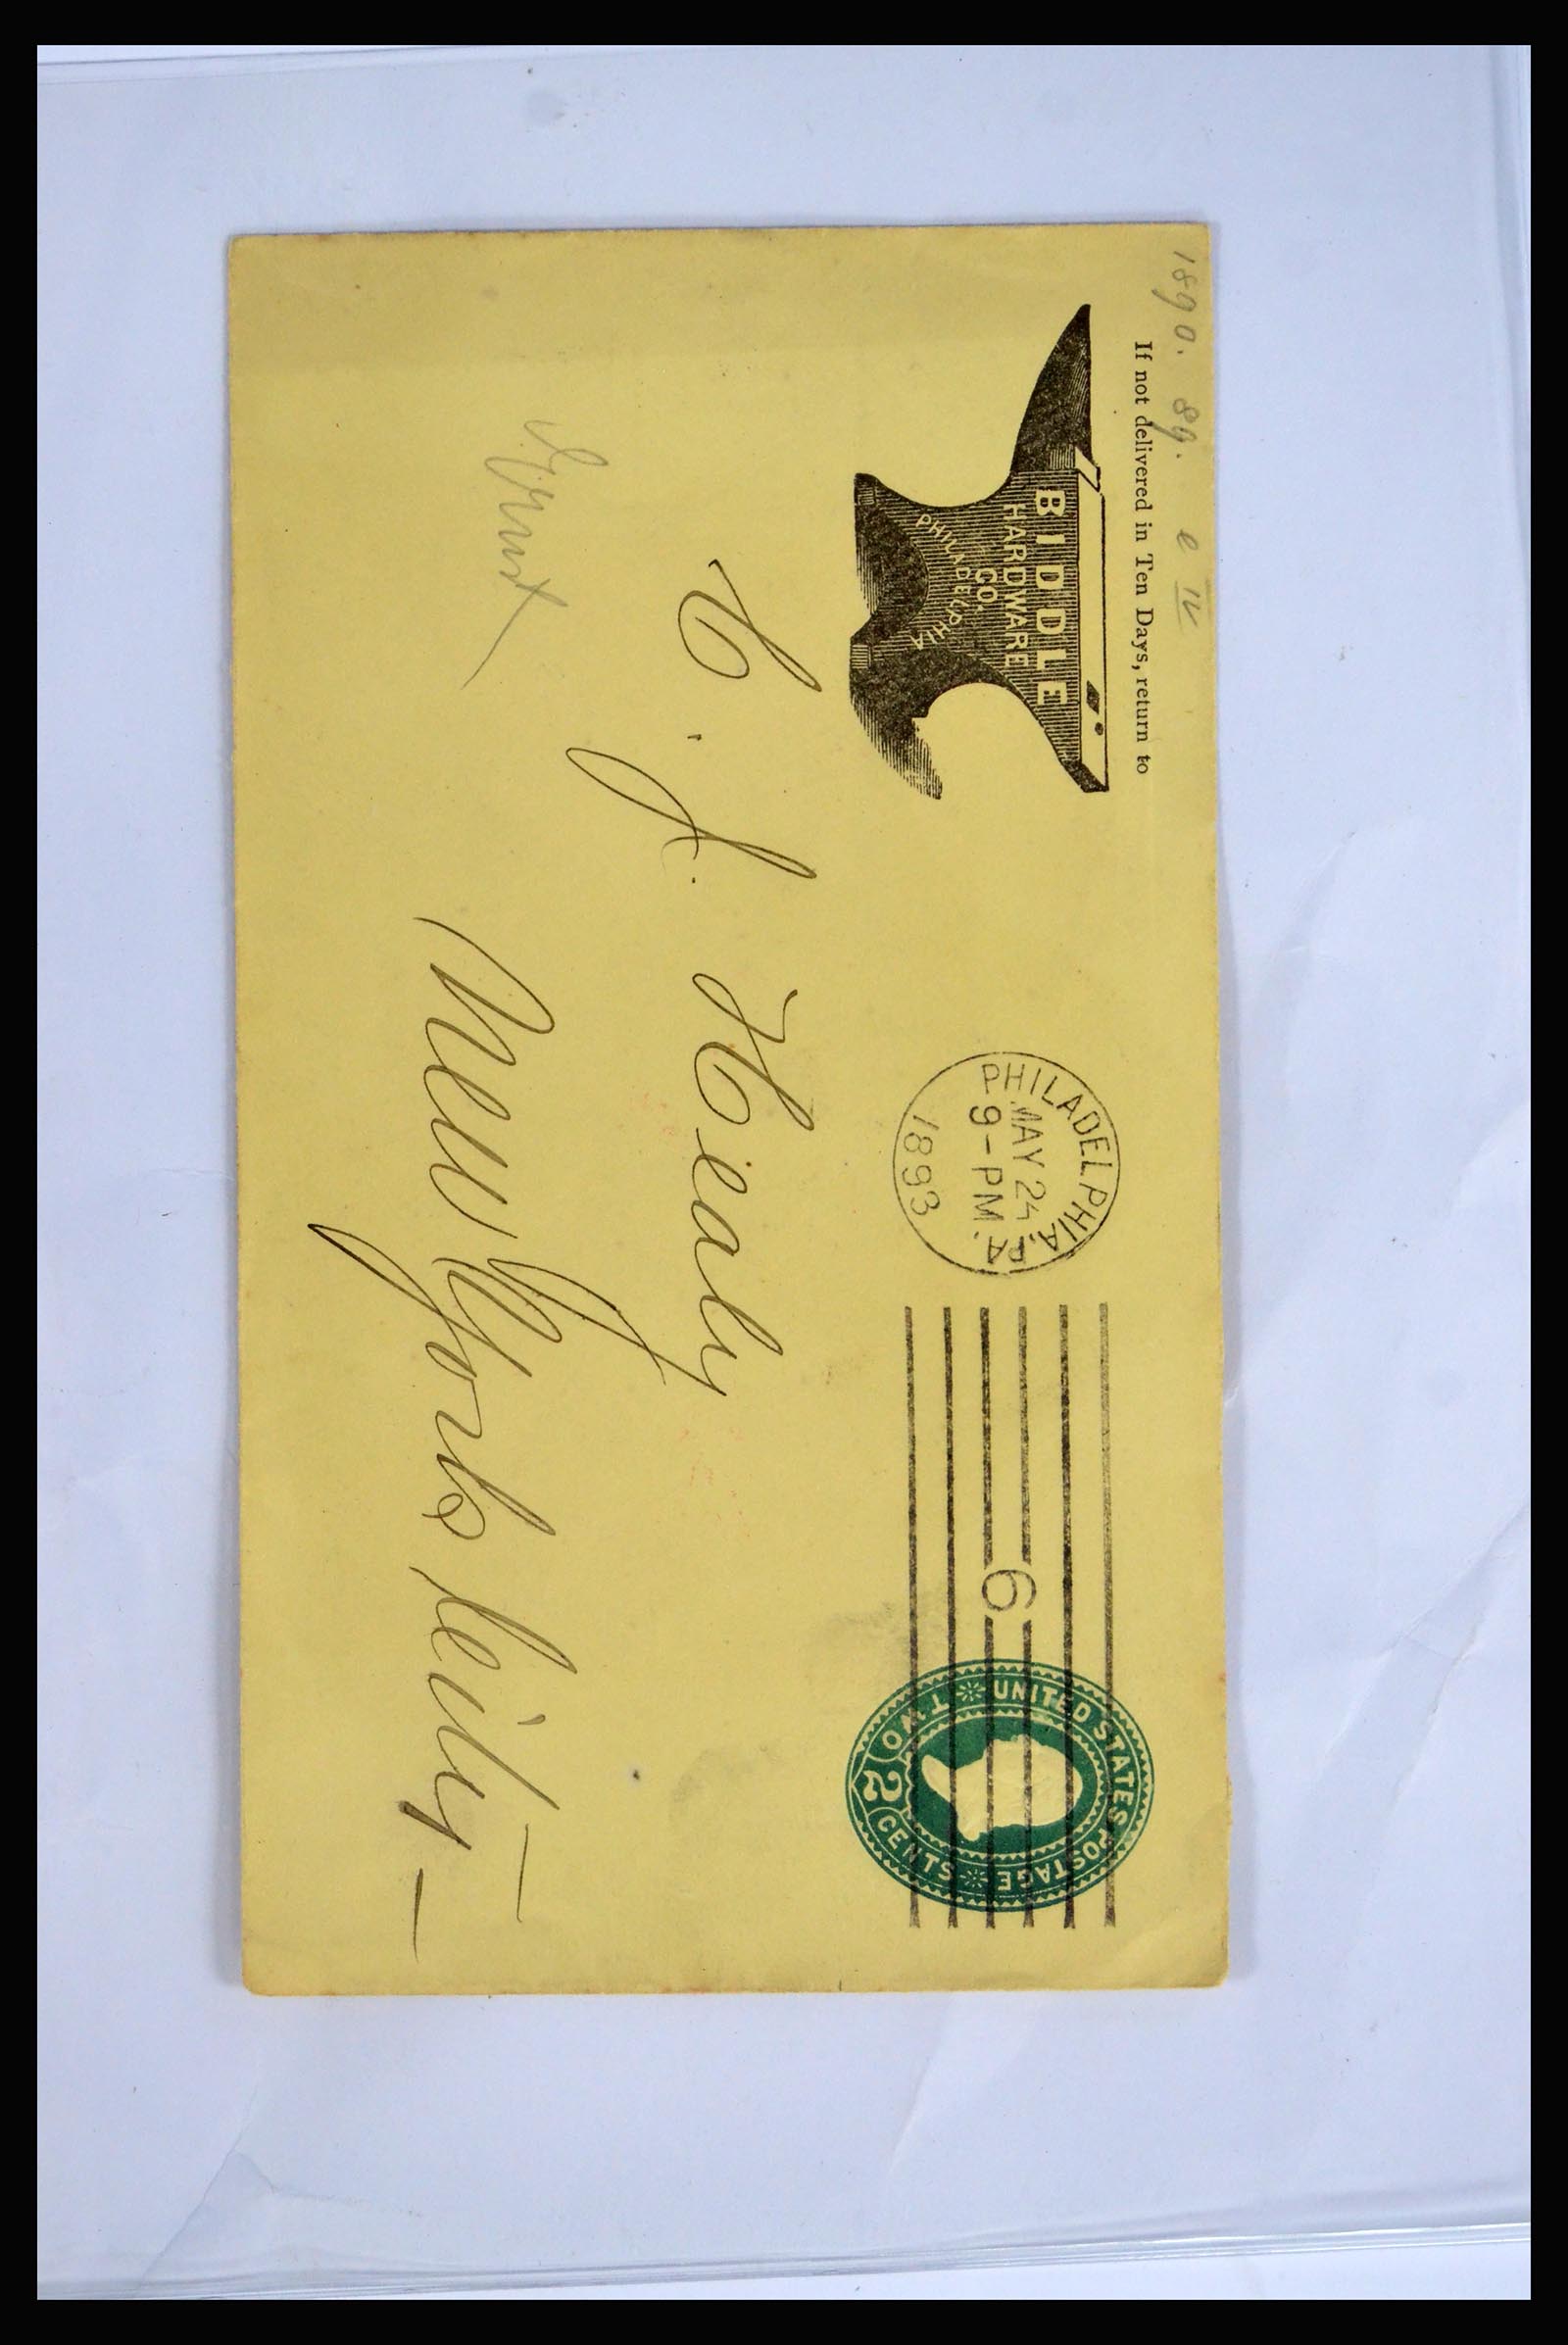 1890. 89. e IV
If not delivered in Ten Days, return to
BIDDLE
HARDWARE
CO.
PHILADELPHIA
PHILADELPHIA, PA.
MAY 24
9-PM
1893
6
UNITED STATES POSTAGE
TWO 2 CENTS
C. J. Healy
New York City